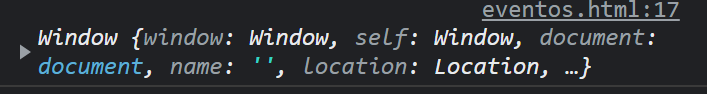 eventos.html:17
Window {window: Window, self: Window, document:
document, name: '', location: Location, …}